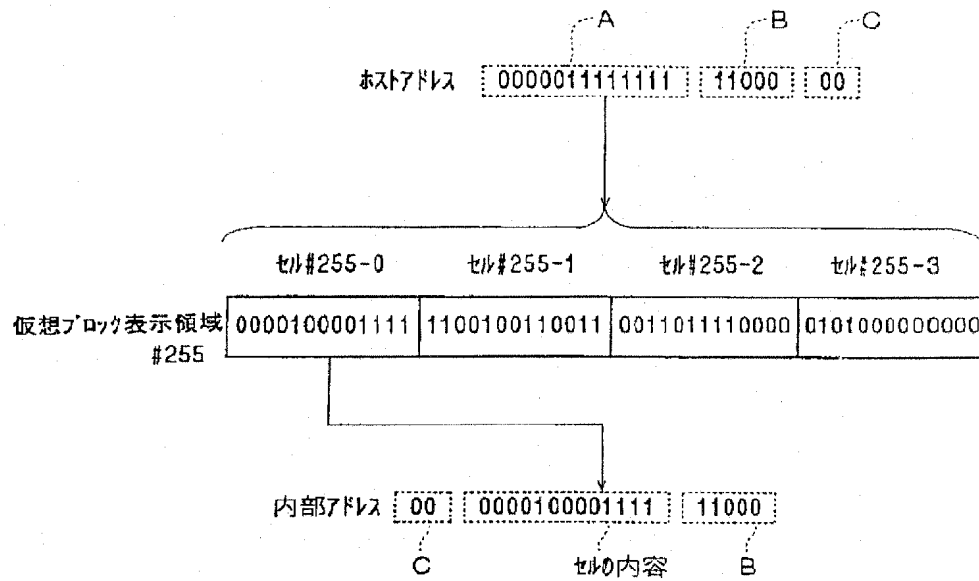 A B C
ホストアドレス 0000011111111 11000 00
セル#255-0 セル#255-1 セル#255-2 セル#255-3
仮想ブロック表示領域 0000100001111 1100100110011 0011011110000 0101000000000
#255
内部アドレス 00 0000100001111 11000
C セルの内容 B